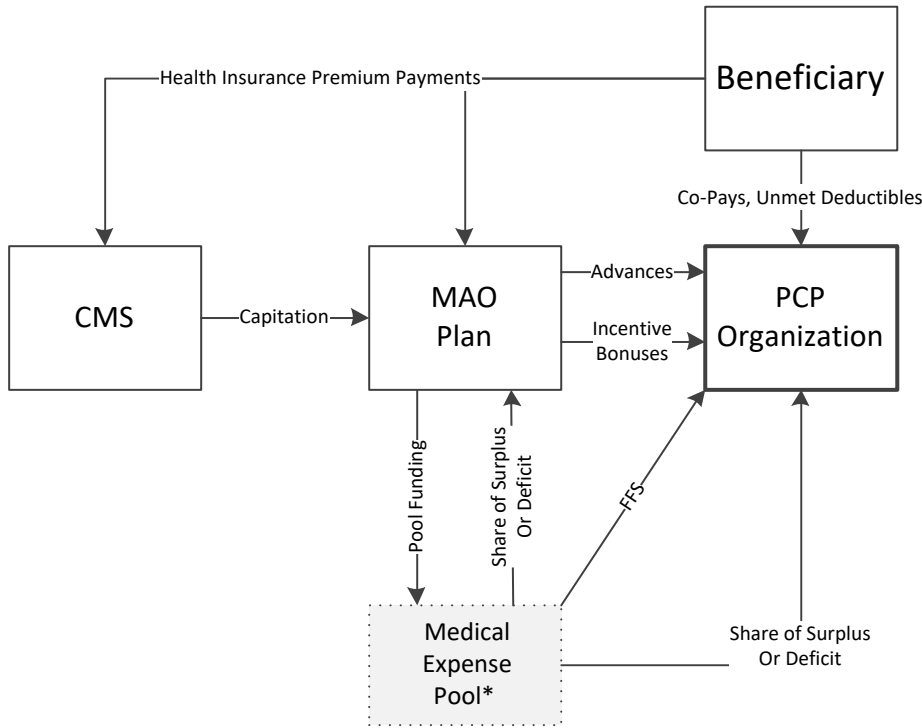 Beneficiary
Health Insurance Premium Payments
Co-Pays, Unmet Deductibles
CMS
Capitation
MAO
Plan
Advances
Incentive
Bonuses
PCP
Organization
Pool Funding
Share of Surplus
Or Deficit
FFS
Medical
Expense
Pool*
Share of Surplus
Or Deficit